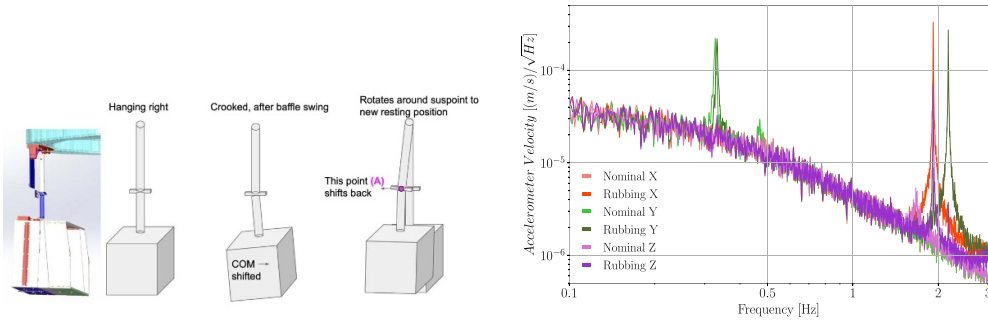 Hanging right
Crooked, after baffle swing
Rotates around suspoint to
new resting position
This point (A)
shifts back
COM →
shifted
Accelerometer Velocity [(m/s)/√Hz]
10⁻⁴
10⁻⁵
10⁻⁶
Nominal X
Rubbing X
Nominal Y
Rubbing Y
Nominal Z
Rubbing Z
0.1
0.5
1
2
3
Frequency [Hz]